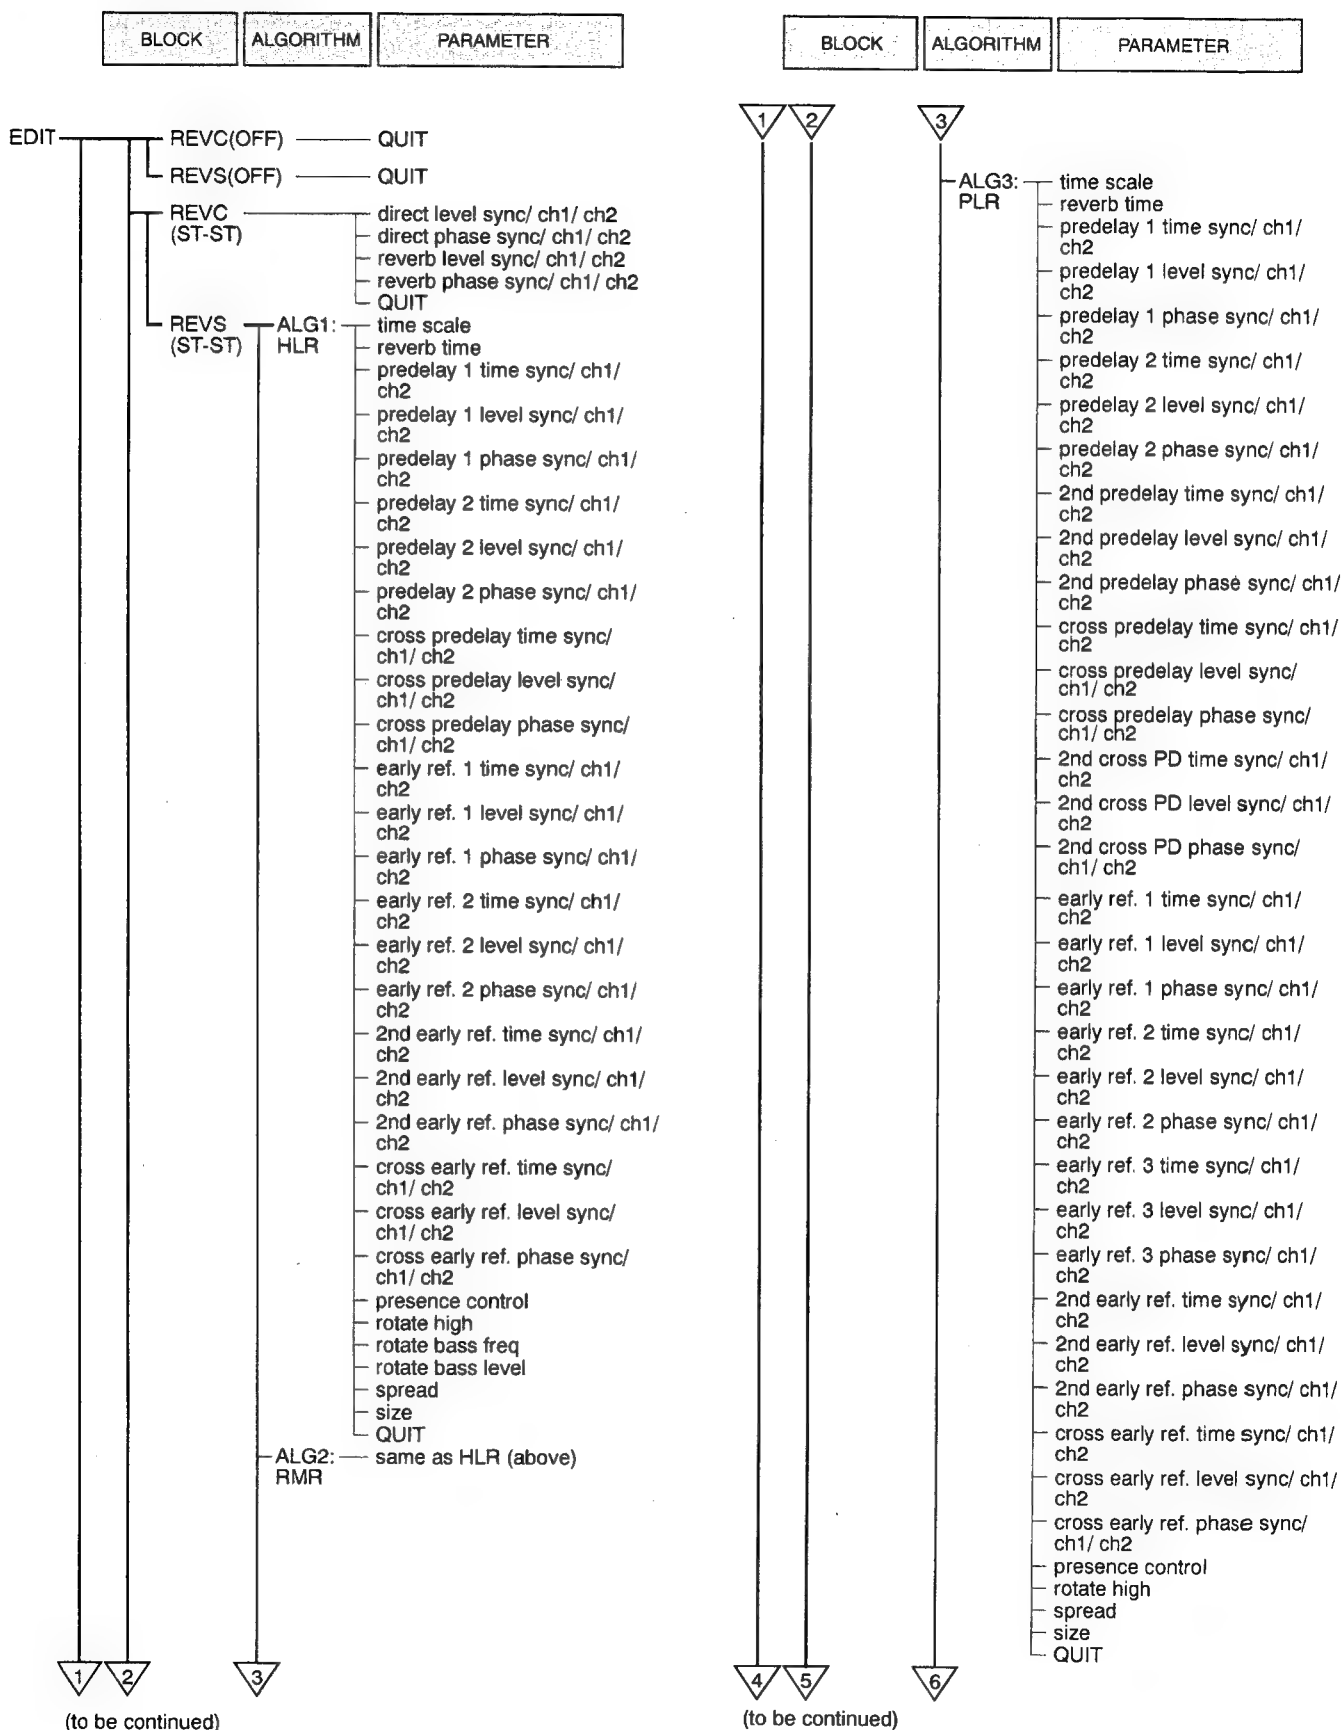 BLOCK ALGORITHM PARAMETER
EDIT REVC(OFF) QUIT
REVS(OFF) QUIT
REVC
(ST-ST)
direct level sync/ ch1/ ch2
direct phase sync/ ch1/ ch2
reverb level sync/ ch1/ ch2
reverb phase sync/ ch1/ ch2
QUIT
REVS
(ST-ST)
ALG1:
HLR
time scale
reverb time
predelay 1 time sync/ ch1/
ch2
predelay 1 level sync/ ch1/
ch2
predelay 1 phase sync/ ch1/
ch2
predelay 2 time sync/ ch1/
ch2
predelay 2 level sync/ ch1/
ch2
predelay 2 phase sync/ ch1/
ch2
cross predelay time sync/
ch1/ ch2
cross predelay level sync/
ch1/ ch2
cross predelay phase sync/
ch1/ ch2
early ref. 1 time sync/ ch1/
ch2
early ref. 1 level sync/ ch1/
ch2
early ref. 1 phase sync/ ch1/
ch2
early ref. 2 time sync/ ch1/
ch2
early ref. 2 level sync/ ch1/
ch2
early ref. 2 phase sync/ ch1/
ch2
2nd early ref. time sync/ ch1/
ch2
2nd early ref. level sync/ ch1/
ch2
2nd early ref. phase sync/ ch1/
ch2
cross early ref. time sync/
ch1/ ch2
cross early ref. level sync/
ch1/ ch2
cross early ref. phase sync/
ch1/ ch2
presence control
rotate high
rotate bass freq
rotate bass level
spread
size
QUIT
ALG2:
RMR
same as HLR (above)
1 2 3
(to be continued)
BLOCK ALGORITHM PARAMETER
1 2 3
ALG3:
PLR
time scale
reverb time
predelay 1 time sync/ ch1/
ch2
predelay 1 level sync/ ch1/
ch2
predelay 1 phase sync/ ch1/
ch2
predelay 2 time sync/ ch1/
ch2
predelay 2 level sync/ ch1/
ch2
predelay 2 phase sync/ ch1/
ch2
2nd predelay time sync/ ch1/
ch2
2nd predelay level sync/ ch1/
ch2
2nd predelay phase sync/ ch1/
ch2
cross predelay time sync/ ch1/
ch2
cross predelay level sync/
ch1/ ch2
cross predelay phase sync/
ch1/ ch2
2nd cross PD time sync/ ch1/
ch2
2nd cross PD level sync/ ch1/
ch2
2nd cross PD phase sync/
ch1/ ch2
early ref. 1 time sync/ ch1/
ch2
early ref. 1 level sync/ ch1/
ch2
early ref. 1 phase sync/ ch1/
ch2
early ref. 2 time sync/ ch1/
ch2
early ref. 2 level sync/ ch1/
ch2
early ref. 2 phase sync/ ch1/
ch2
early ref. 3 time sync/ ch1/
ch2
early ref. 3 level sync/ ch1/
ch2
early ref. 3 phase sync/ ch1/
ch2
2nd early ref. time sync/ ch1/
ch2
2nd early ref. level sync/ ch1/
ch2
2nd early ref. phase sync/ ch1/
ch2
cross early ref. time sync/ ch1/
ch2
cross early ref. level sync/ ch1/
ch2
cross early ref. phase sync/
ch1/ ch2
presence control
rotate high
spread
size
QUIT
4 5 6
(to be continued)